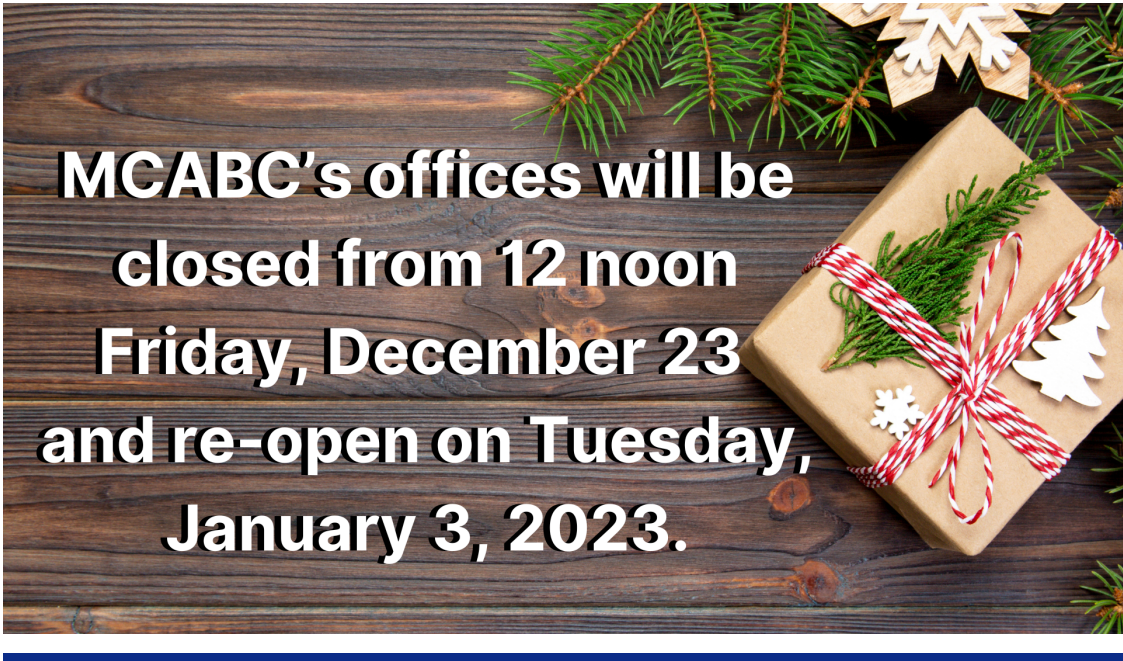 MCABC’s offices will be
closed from 12 noon
Friday, December 23
and re-open on Tuesday,
January 3, 2023.